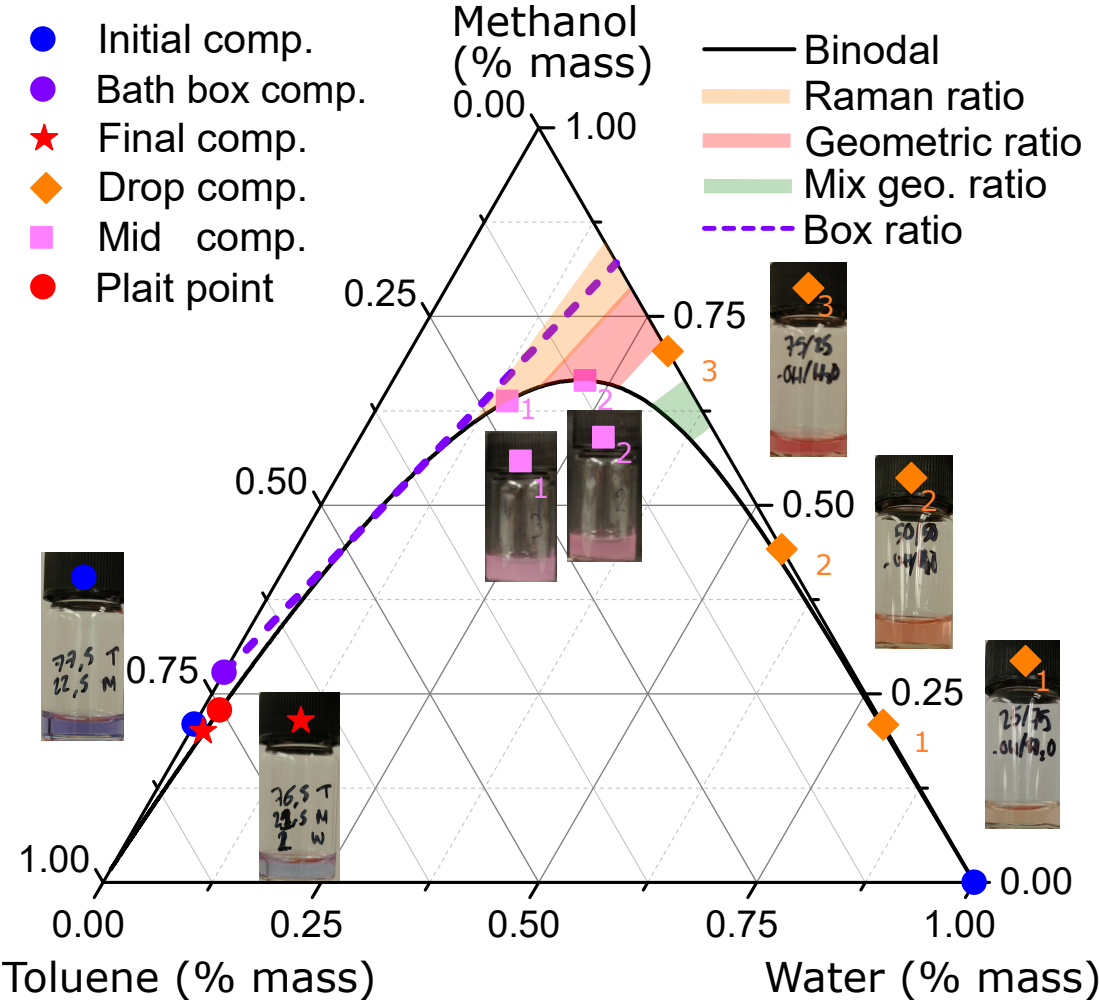 Initial comp.
Bath box comp.
Final comp.
Drop comp.
Mid comp.
Plait point
Methanol
(% mass)
Binodal
Raman ratio
Geometric ratio
Mix geo. ratio
Box ratio
0.00
1.00
0.25
0.75
0.50
0.50
0.75
0.25
1.00
0.00
0.00
0.25
0.50
0.75
1.00
Toluene (% mass)
Water (% mass)
1
2
3
2
1
1
2
3
75/25
-OH/H2O
2
50/50
1
25/75
-OH/H2O
77,5 T
22,5 M
76,5 T
M
W